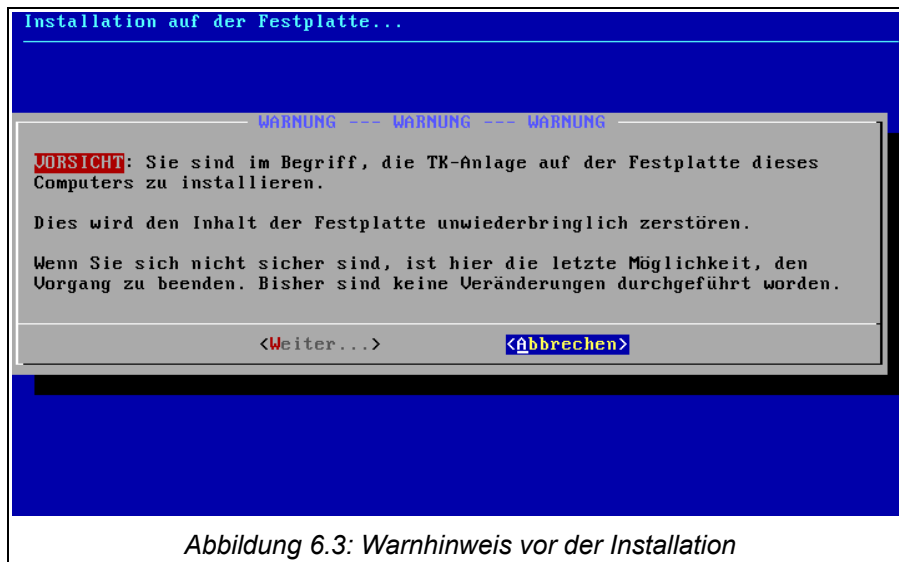 Installation auf der Festplatte...
WARNUNG --- WARNUNG --- WARNUNG
VORSICHT: Sie sind im Begriff, die TK-Anlage auf der Festplatte dieses
Computers zu installieren.
Dies wird den Inhalt der Festplatte unwiederbringlich zerstören.
Wenn Sie sich nicht sicher sind, ist hier die letzte Möglichkeit, den
Vorgang zu beenden. Bisher sind keine Veränderungen durchgeführt worden.
<Weiter...> <Abbrechen>
Abbildung 6.3: Warnhinweis vor der Installation